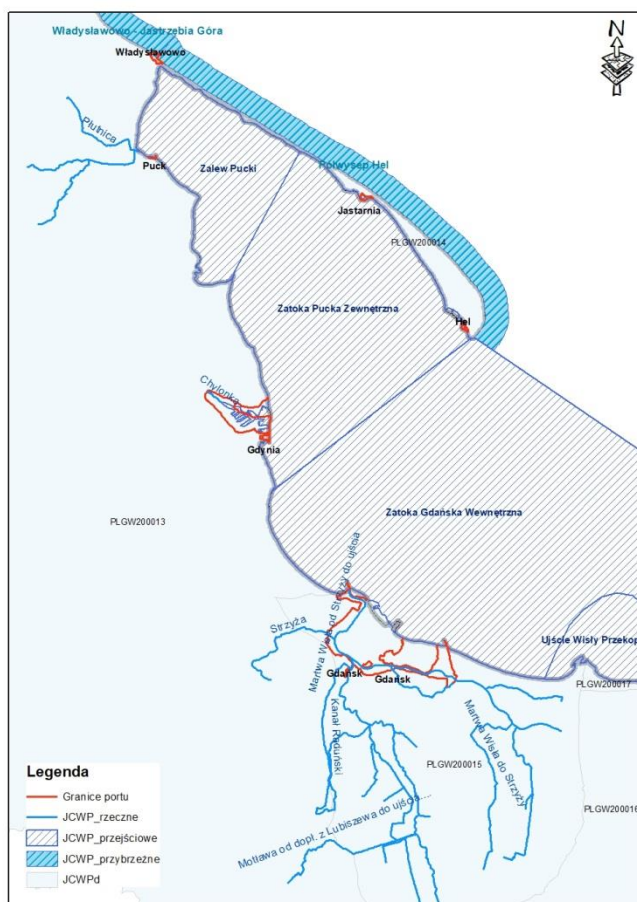 Władysławowo - Jastrzębia Góra
N
Władysławowo
Płutnica
Puck
Zalew Pucki
Półwysep Hel
Jastarnia
PLGW200014
Zatoka Pucka Zewnętrzna
Hel
Chylonka
Gdynia
Zatoka Gdańska Wewnętrzna
PLGW200013
Strzyża
Martwa Wisła od Strzyży do ujścia
Ujście Wisły Przekop
Gdańsk
Gdańsk
PLGW200017
Kanał Raduński
Martwa Wisła do Strzyży
PLGW200015
PLGW200016
Motława od dopł. z Lubiszewa do ujścia....
Legenda
Granice portu
JCWP_rzeczne
JCWP_przejściowe
JCWP_przybrzeżne
JCWPd